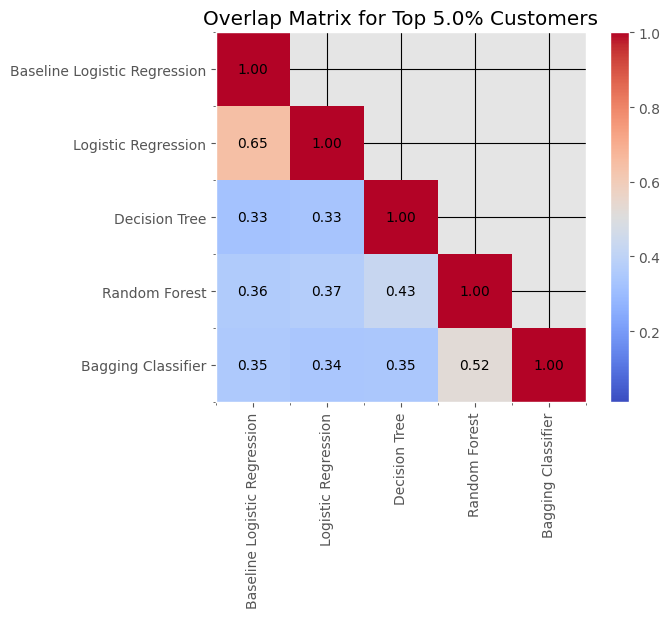 Overlap Matrix for Top 5.0% Customers
Baseline Logistic Regression
1.00
Logistic Regression
0.65
1.00
Decision Tree
0.33
0.33
1.00
Random Forest
0.36
0.37
0.43
1.00
Bagging Classifier
0.35
0.34
0.35
0.52
1.00
Baseline Logistic Regression
Logistic Regression
Decision Tree
Random Forest
Bagging Classifier
1.0
0.8
0.6
0.4
0.2